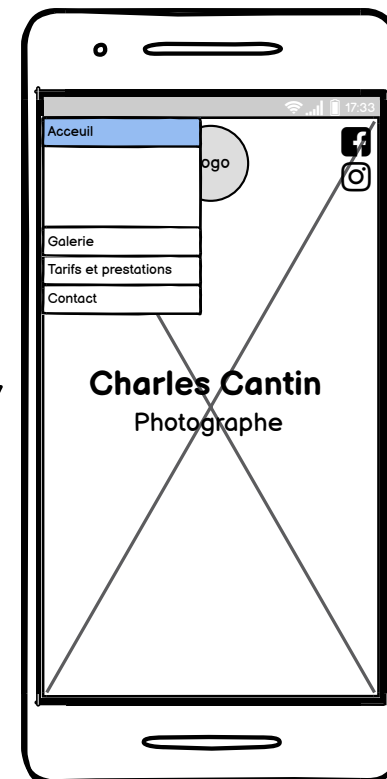 17:33
Acceuil
ogo
Galerie
Tarifs et prestations
Contact
Charles Cantin
Photographe